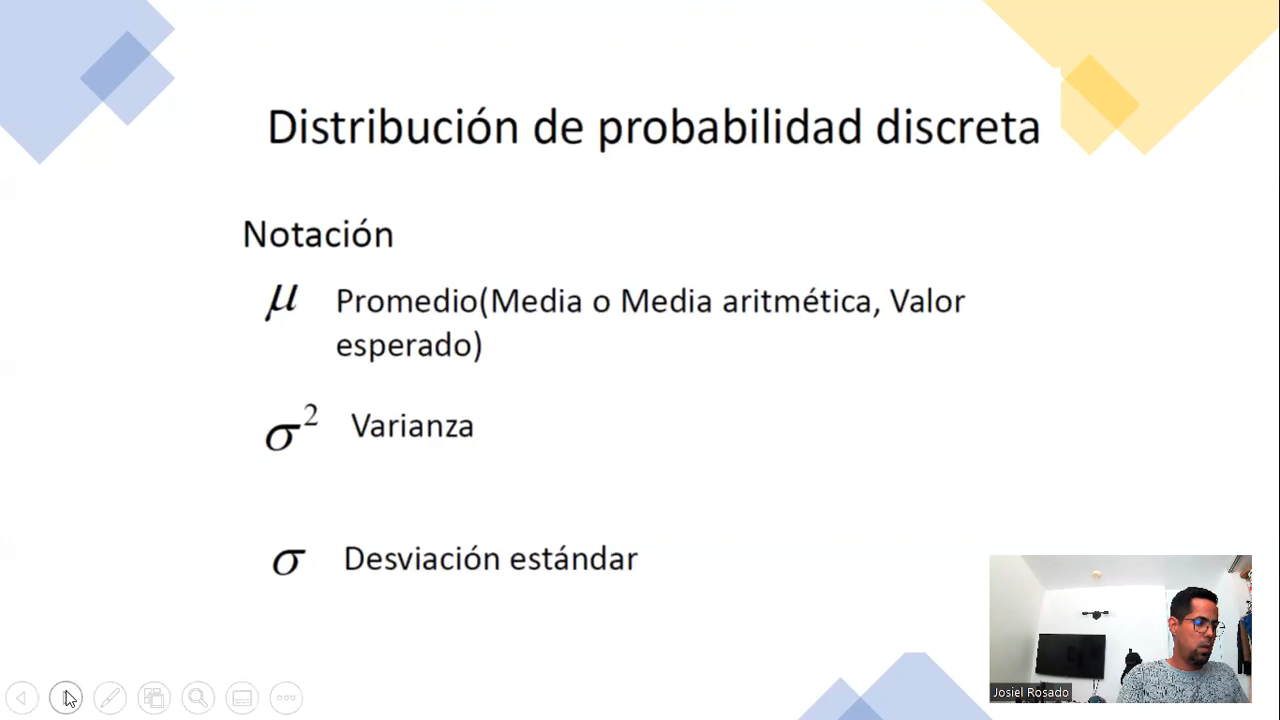 Distribución de probabilidad discreta
Notación
μ Promedio(Media o Media aritmética, Valor
esperado)
σ² Varianza
σ Desviación estándar
Josiel Rosado